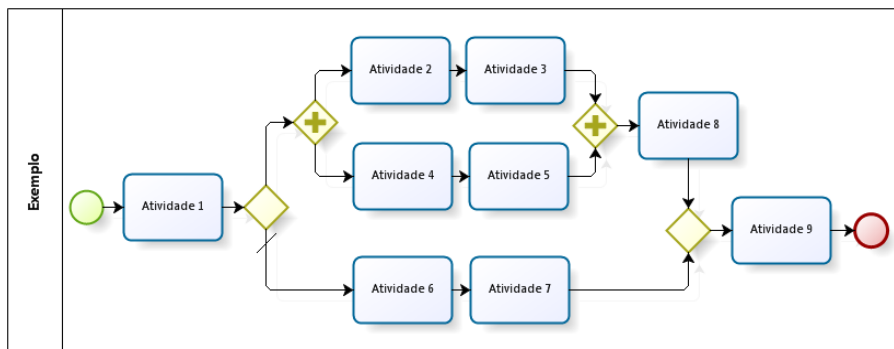 Exemplo
Atividade 1
Atividade 2
Atividade 3
Atividade 4
Atividade 5
Atividade 6
Atividade 7
Atividade 8
Atividade 9